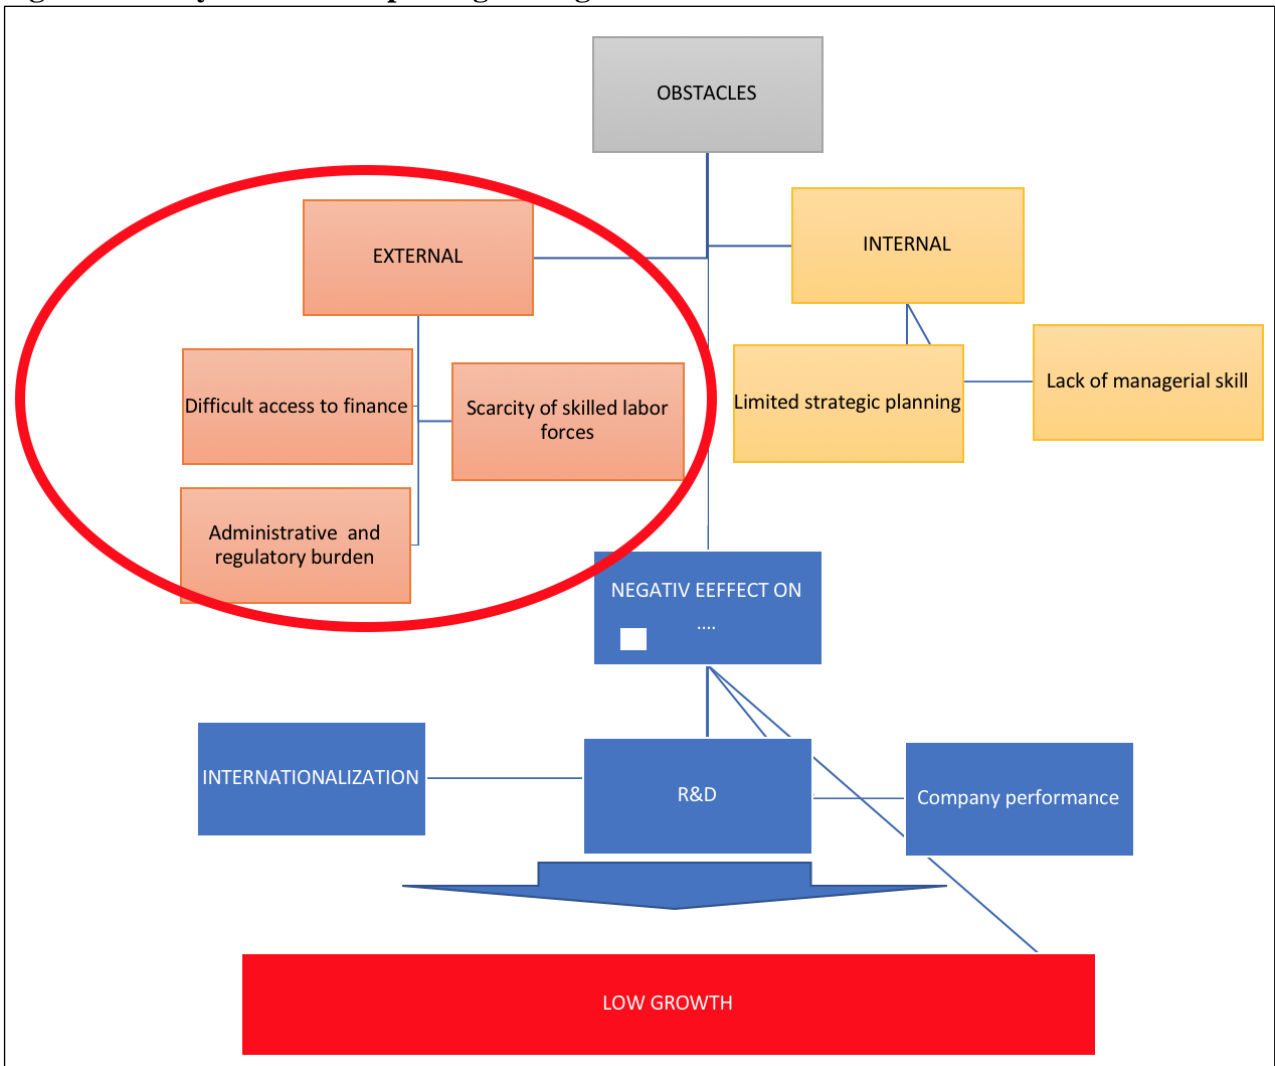 OBSTACLES
EXTERNAL
INTERNAL
Difficult access to finance
Scarcity of skilled labor
forces
Limited strategic planning
Lack of managerial skill
Administrative and
regulatory burden
NEGATIV EEFFECT ON
....
INTERNATIONALIZATION
R&D
Company performance
LOW GROWTH